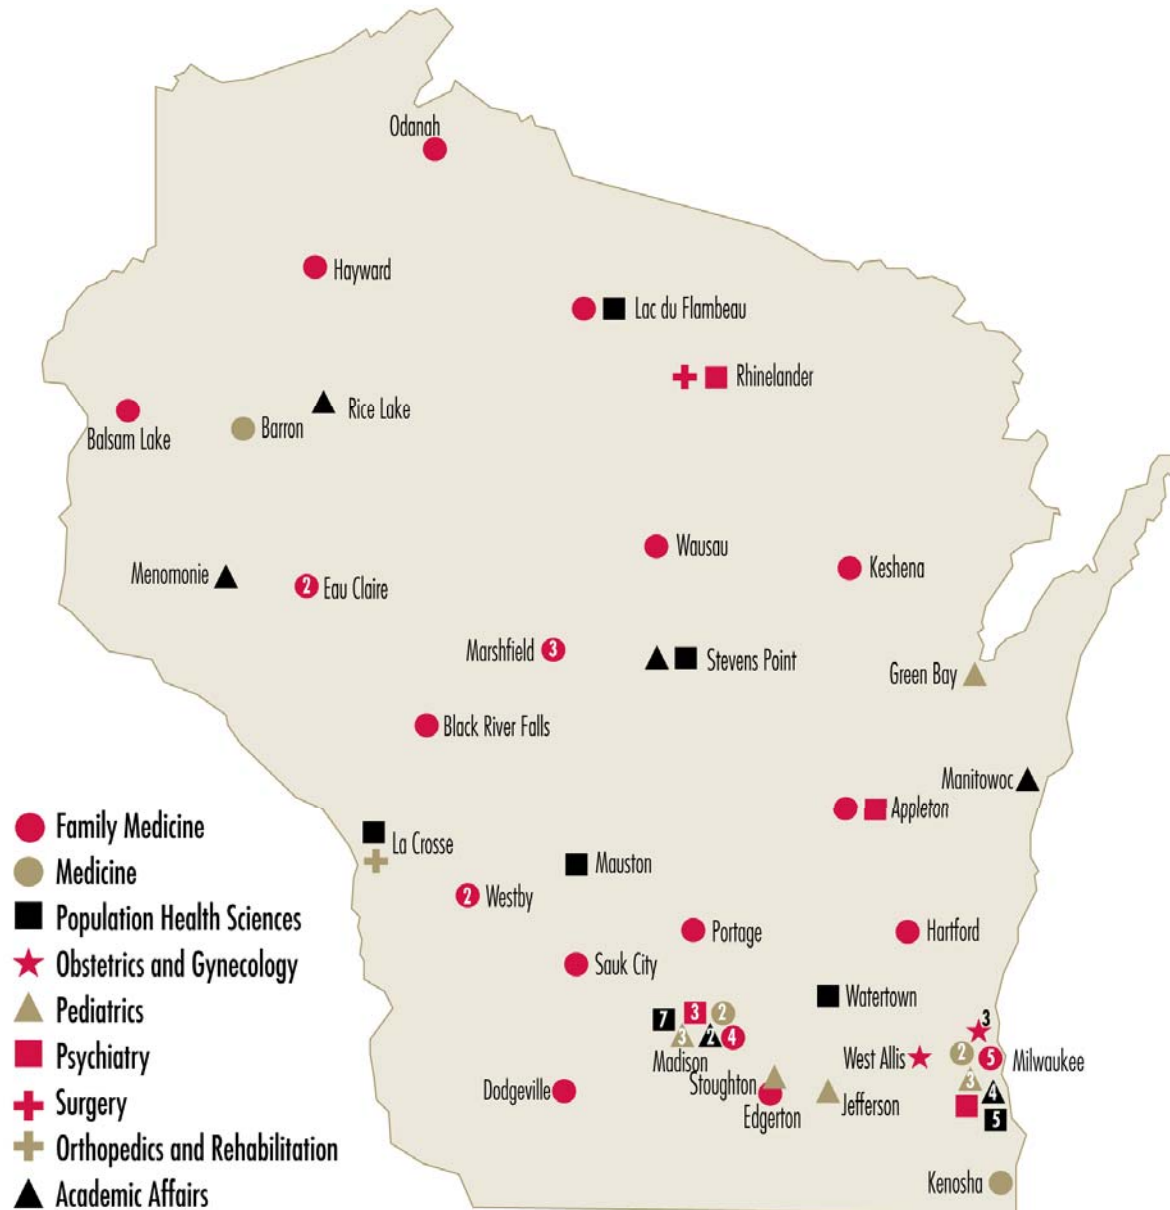 Odanah
Hayward
Lac du Flambeau
Rhinelander
Rice Lake
Balsam Lake
Barron
Wausau
Keshena
Menomonie
2 Eau Claire
Marshfield 3
Stevens Point
Green Bay
Black River Falls
Manitowoc
Appleton
La Crosse
Mauston
2 Westby
Portage
Hartford
Sauk City
Watertown
7 3 2
3 2 4
Madison
3
West Allis
2 5 Milwaukee
3 4
5
Stoughton
Dodgeville
Edgerton
Jefferson
Kenosha
Family Medicine
Medicine
Population Health Sciences
Obstetrics and Gynecology
Pediatrics
Psychiatry
Surgery
Orthopedics and Rehabilitation
Academic Affairs